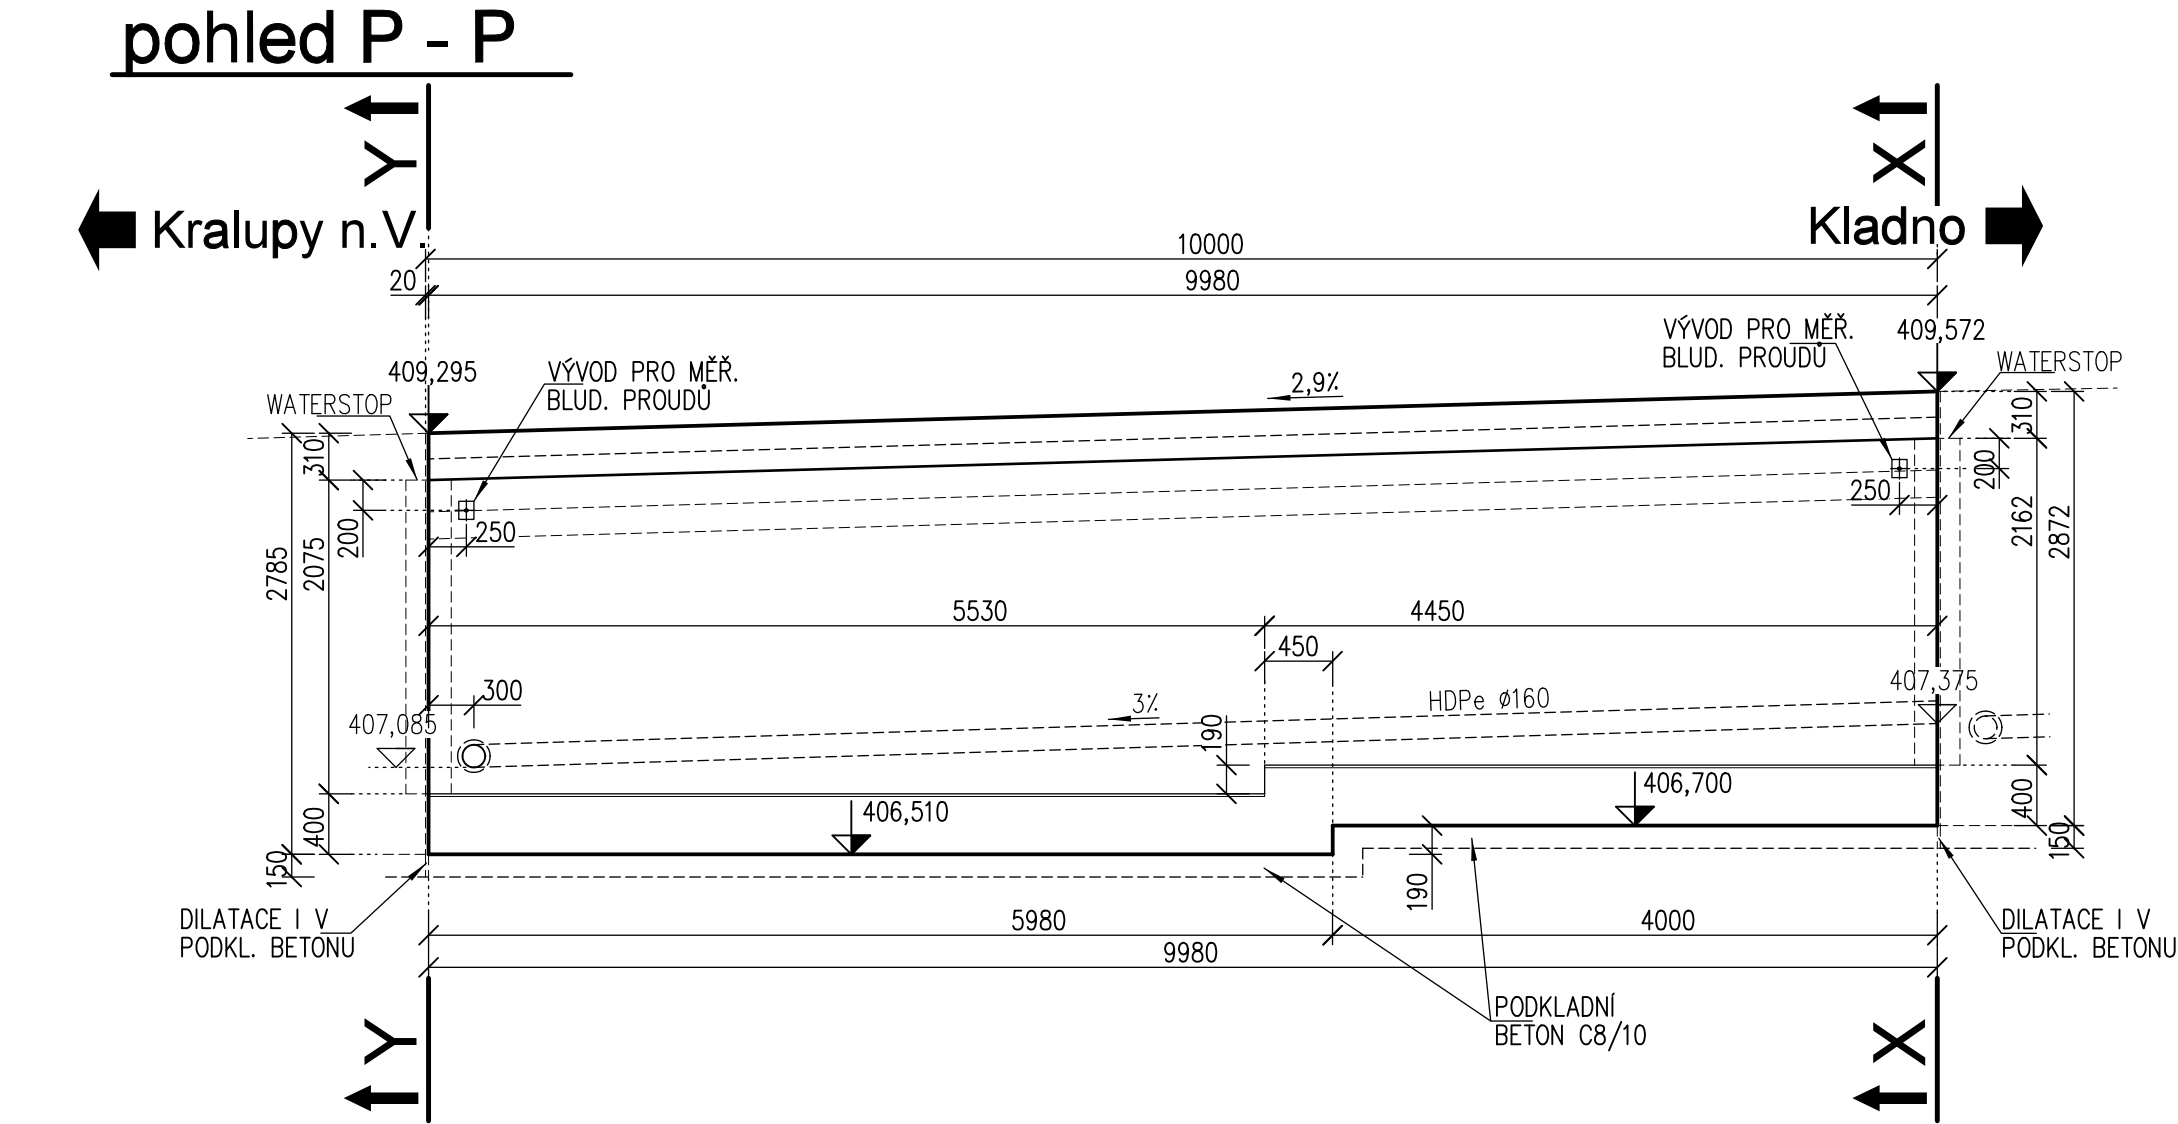 pohled P - P
Y
X
Kralupy n.V.
Kladno
10000
20
9980
VÝVOD PRO MĚŘ.
BLUD. PROUDŮ
409,572
409,295
VÝVOD PRO MĚŘ.
BLUD. PROUDŮ
WATERSTOP
2,9%
WATERSTOP
310
310
200
200
250
250
2785
2075
2162
2872
5530
4450
450
300
407,085
3%
HDPe ø160
407,375
190
406,510
406,700
400
400
150
150
190
DILATACE I V
PODKL. BETONU
5980
4000
DILATACE I V
PODKL. BETONU
9980
PODKLADNÍ
BETON C8/10
Y
X